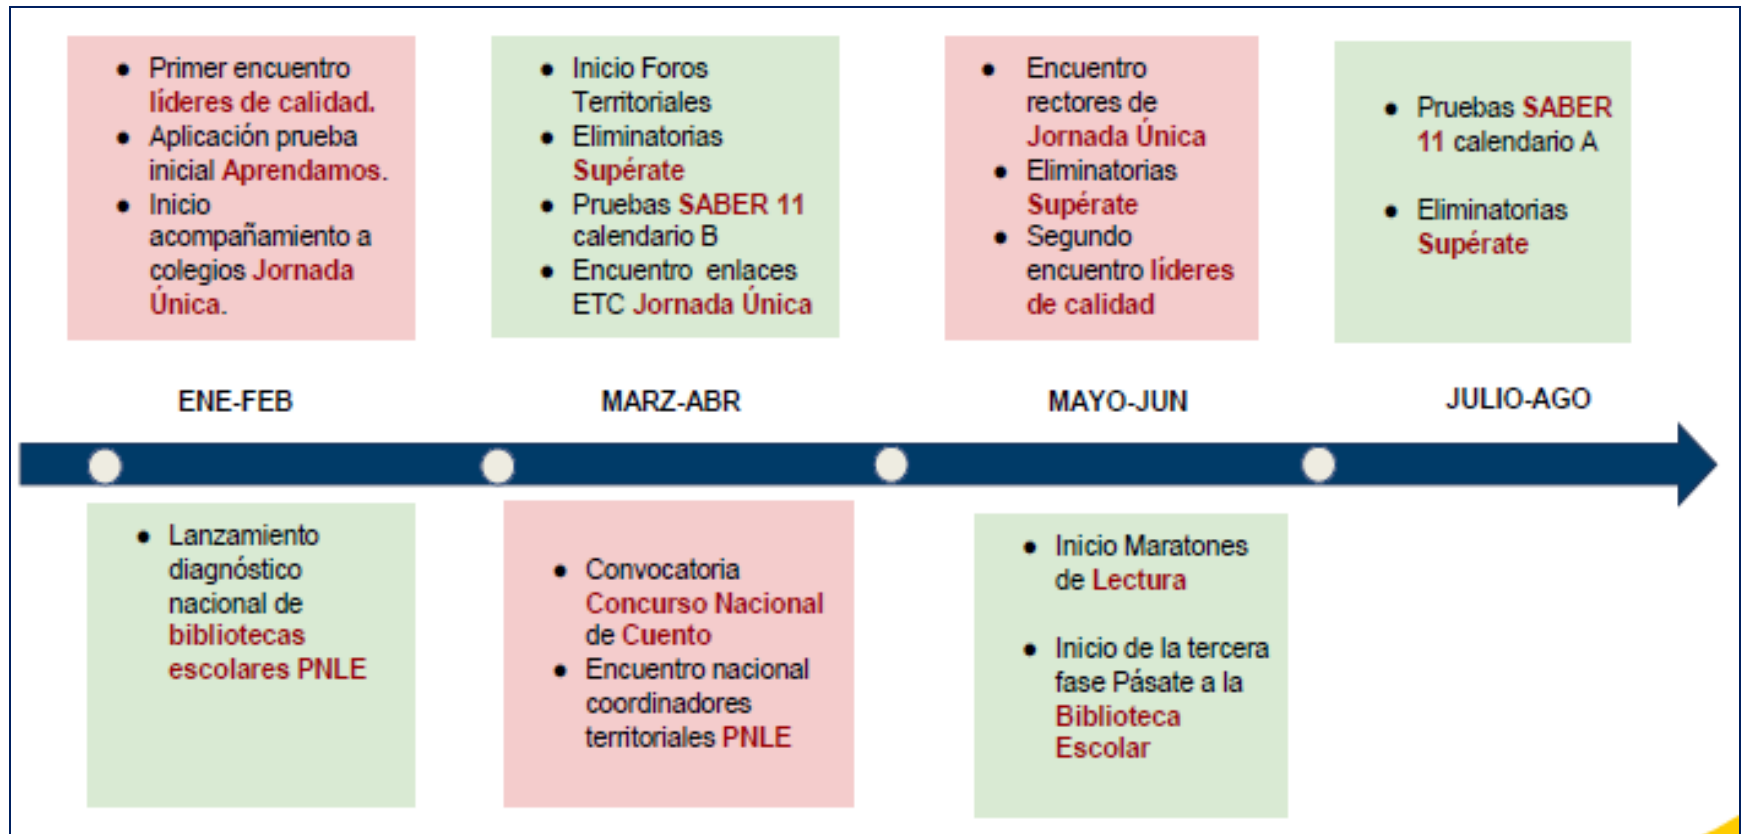 ● Primer encuentro
líderes de calidad.
● Aplicación prueba
inicial Aprendamos.
● Inicio
acompañamiento a
colegios Jornada
Única.
● Inicio Foros
Territoriales
● Eliminatorias
Supérate
● Pruebas SABER 11
calendario B
● Encuentro enlaces
ETC Jornada Única
● Encuentro
rectores de
Jornada Única
● Eliminatorias
Supérate
● Segundo
encuentro líderes
de calidad
● Pruebas SABER
11 calendario A
● Eliminatorias
Supérate
ENE-FEB
MARZ-ABR
MAYO-JUN
JULIO-AGO
● Lanzamiento
diagnóstico
nacional de
bibliotecas
escolares PNLE
● Convocatoria
Concurso Nacional
de Cuento
● Encuentro nacional
coordinadores
territoriales PNLE
● Inicio Maratones
de Lectura
● Inicio de la tercera
fase Pásate a la
Biblioteca
Escolar